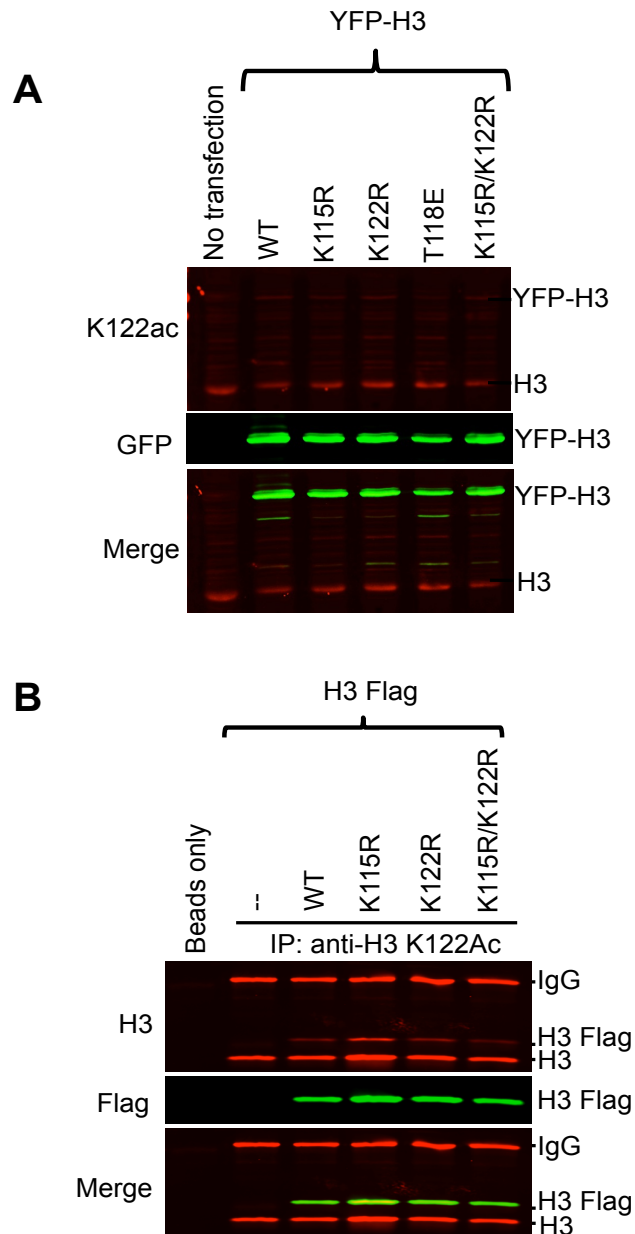 YFP-H3
A
No transfection
WT
K115R
K122R
T118E
K115R/K122R
K122ac
YFP-H3
H3
GFP
YFP-H3
Merge
YFP-H3
H3
B
H3 Flag
Beads only
--
WT
K115R
K122R
K115R/K122R
IP: anti-H3 K122Ac
H3
IgG
H3 Flag
H3
Flag
H3 Flag
Merge
IgG
H3 Flag
H3